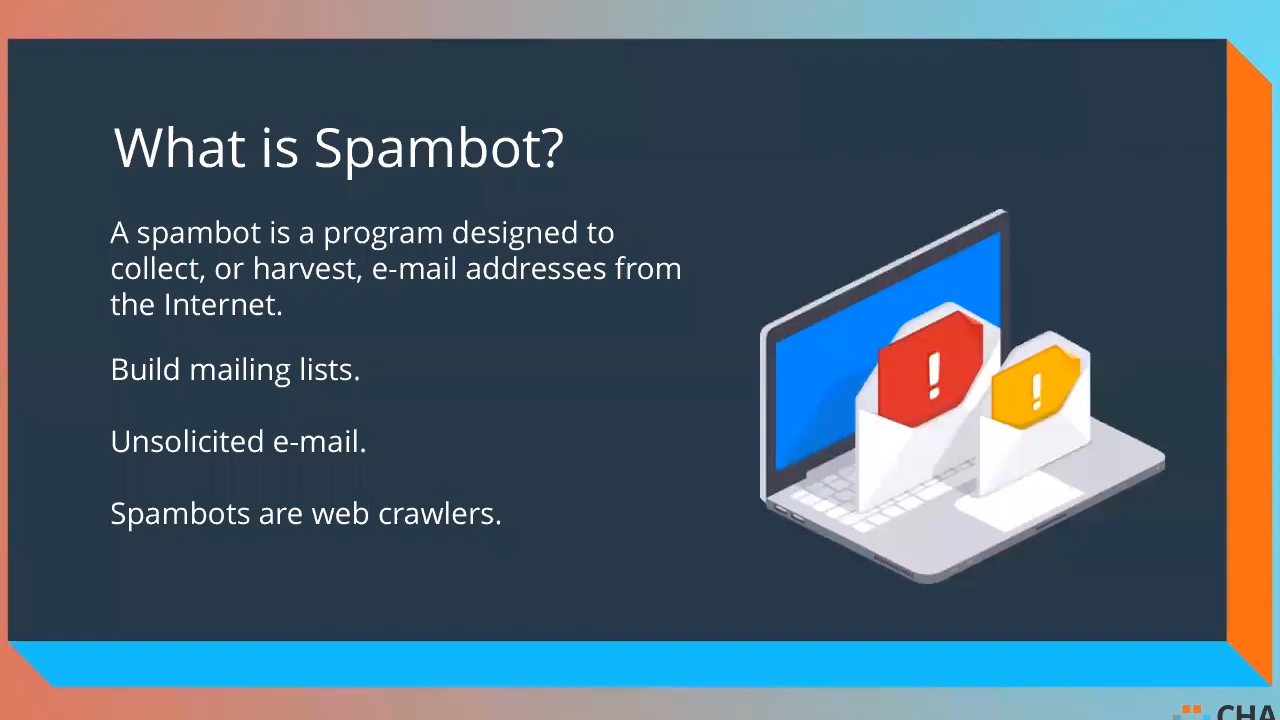 What is Spambot?
A spambot is a program designed to
collect, or harvest, e-mail addresses from
the Internet.
Build mailing lists.
Unsolicited e-mail.
Spambots are web crawlers.
CHA